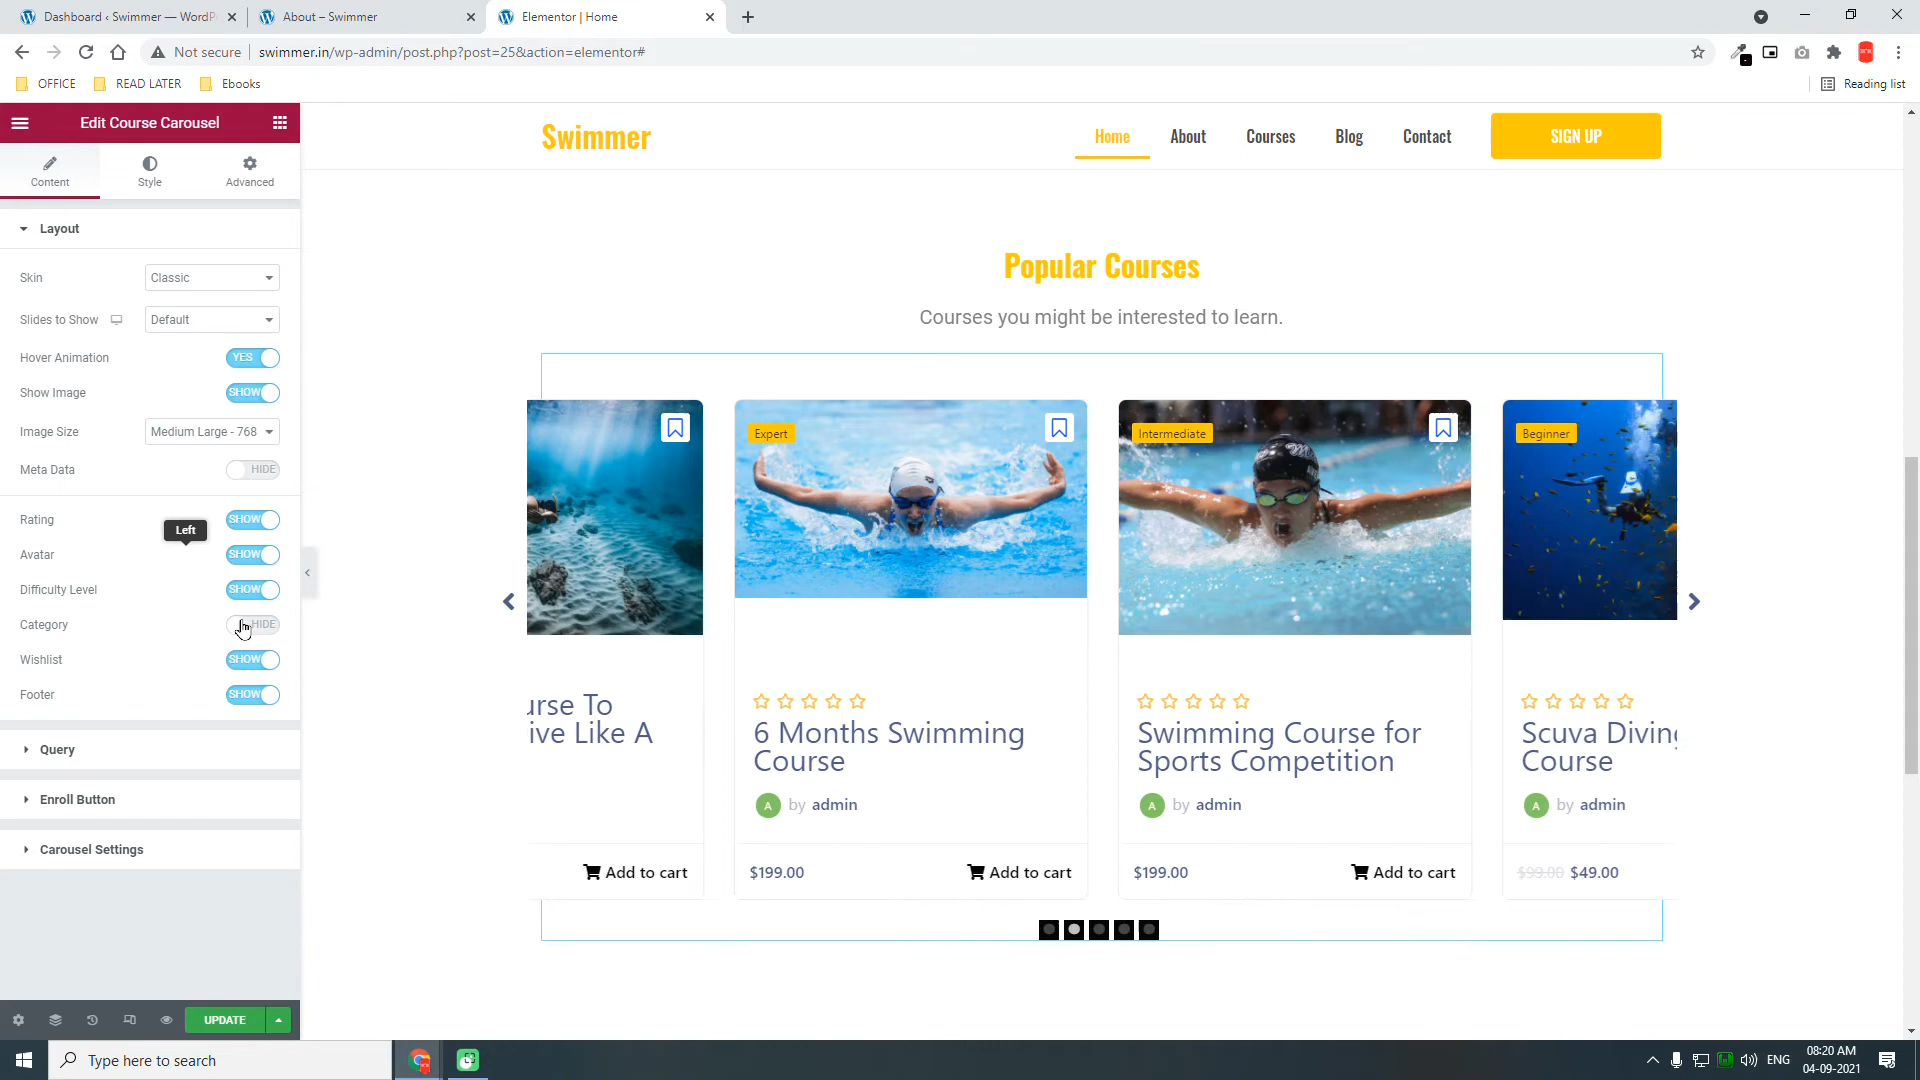 Dashboard ‹ Swimmer — WordP
About – Swimmer
Elementor | Home
Not secure
swimmer.in/wp-admin/post.php?post=25&action=elementor#
OFFICE
READ LATER
Ebooks
Reading list
Edit Course Carousel
Content
Style
Advanced
Layout
Skin
Classic
Slides to Show
Default
Hover Animation
YES
Show Image
SHOW
Image Size
Medium Large - 768
Meta Data
HIDE
Rating
SHOW
Left
Avatar
SHOW
Difficulty Level
SHOW
Category
HIDE
Wishlist
SHOW
Footer
SHOW
Query
Enroll Button
Carousel Settings
UPDATE
Swimmer
Home
About
Courses
Blog
Contact
SIGN UP
Popular Courses
Courses you might be interested to learn.
urse To
ive Like A
Add to cart
Expert
6 Months Swimming
Course
A by admin
$199.00
Add to cart
Intermediate
Swimming Course for
Sports Competition
A by admin
$199.00
Add to cart
Beginner
Scuva Diving
Course
A by admin
$99.00 $49.00
Type here to search
ENG
08:20 AM
04-09-2021